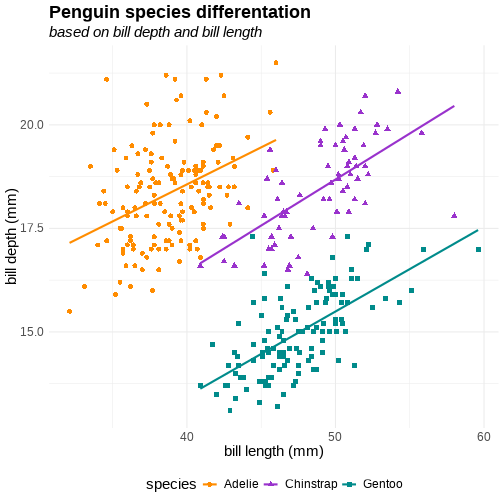 Penguin species differentation
based on bill depth and bill length
bill depth (mm)
20.0
17.5
15.0
40
50
60
bill length (mm)
species
Adelie
Chinstrap
Gentoo